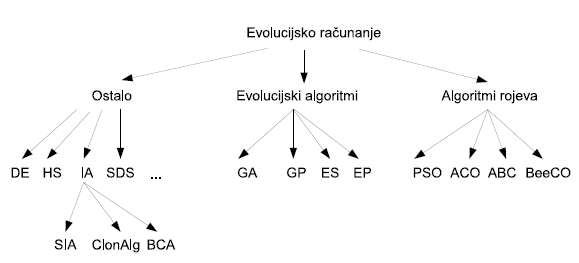 Evolucijsko računanje
Ostalo Evolucijski algoritmi Algoritmi rojeva
DE HS IA SDS ... GA GP ES EP PSO ACO ABC BeeCO
SIA ClonAlg BCA